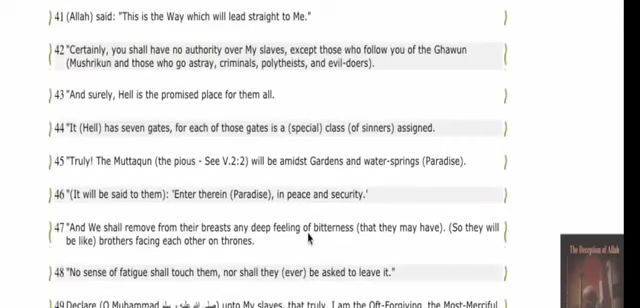 41 (Allah) said: "This is the Way which will lead straight to Me."
42 "Certainly, you shall have no authority over My slaves, except those who follow you of the Ghawun
(Mushrikun and those who go astray, criminals, polytheists, and evil-doers).
43 "And surely, Hell is the promised place for them all.
44 "It (Hell) has seven gates, for each of those gates is a (special) class (of sinners) assigned.
45 "Truly! The Muttaqun (the pious - See V.2:2) will be amidst Gardens and water-springs (Paradise).
46 "(It will be said to them): 'Enter therein (Paradise), in peace and security.'
47 "And We shall remove from their breasts any deep feeling of bitterness (that they may have). (So they will
be like) brothers facing each other on thrones.
48 "No sense of fatigue shall touch them, nor shall they (ever) be asked to leave it."
49 Declare (O Muhammad صلى الله عليه و سلم) unto My slaves, that truly, I am the Oft-Forgiving, the Most-Merciful.
The Deception of Allah